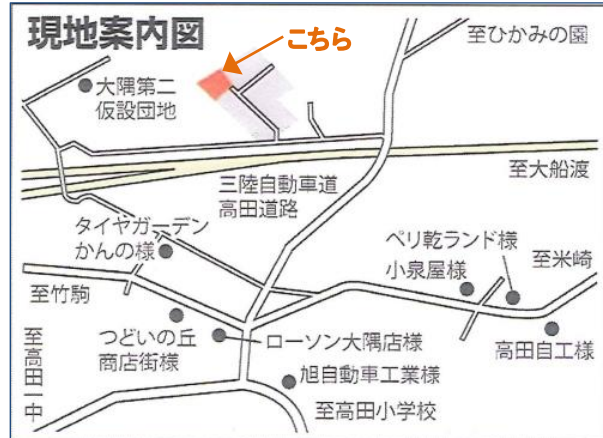 現地案内図
こちら
至ひかみの園
大隅第二
仮設団地
三陸自動車道
高田道路
至大船渡
タイヤガーデン
かんの様
ペリ乾ランド様
小泉屋様
至米崎
至竹駒
つどいの丘
商店街様
ローソン大隅店様
高田自工様
至高田一中
旭自動車工業様
至高田小学校